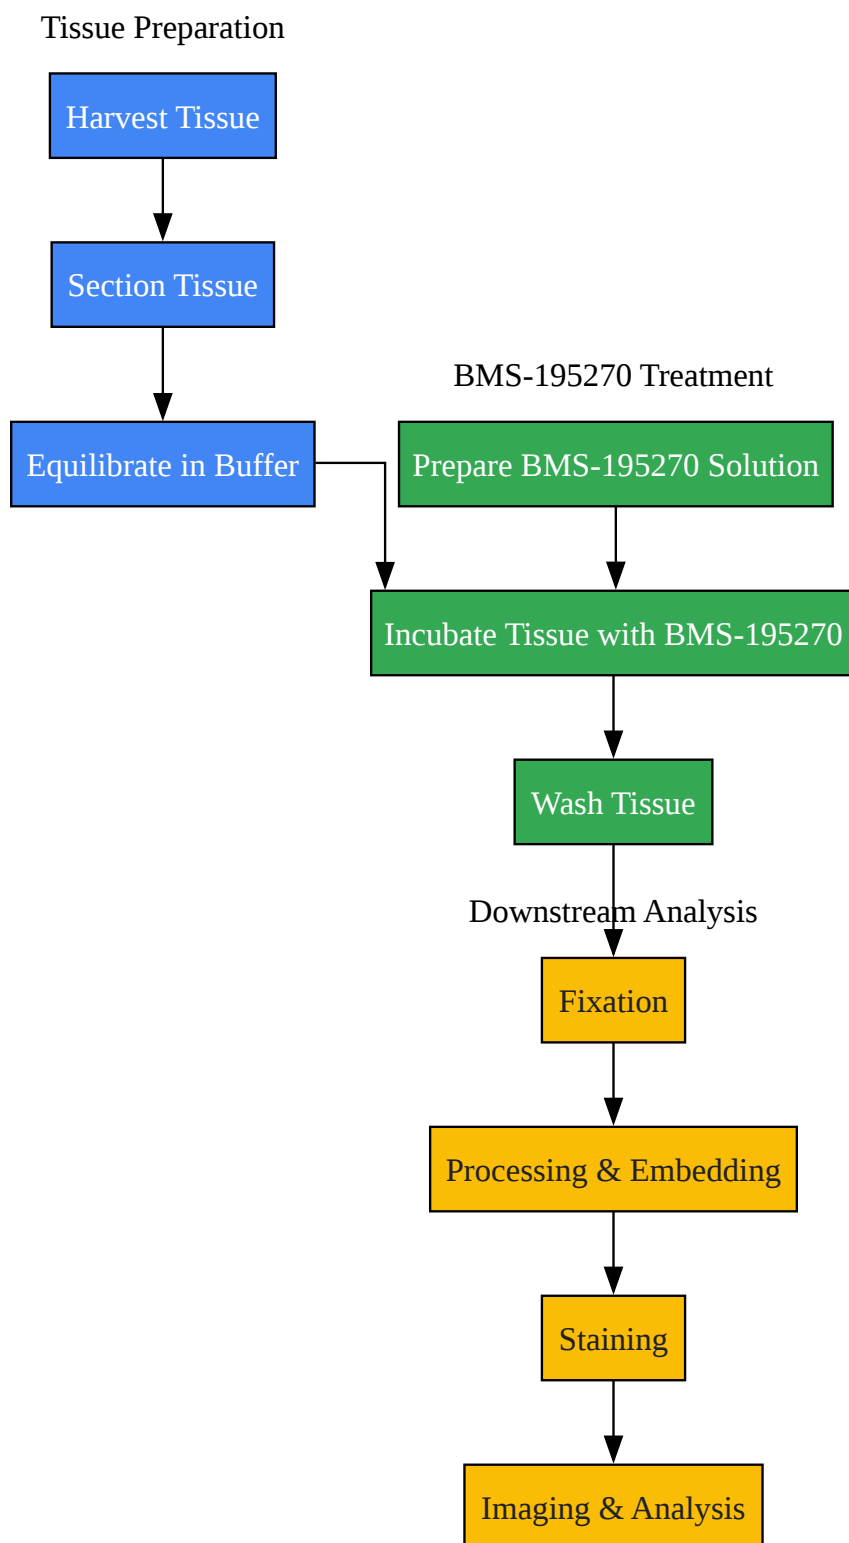 Tissue Preparation
Harvest Tissue
Section Tissue
BMS-195270 Treatment
Equilibrate in Buffer
Prepare BMS-195270 Solution
Incubate Tissue with BMS-195270
Wash Tissue
Downstream Analysis
Fixation
Processing & Embedding
Staining
Imaging & Analysis